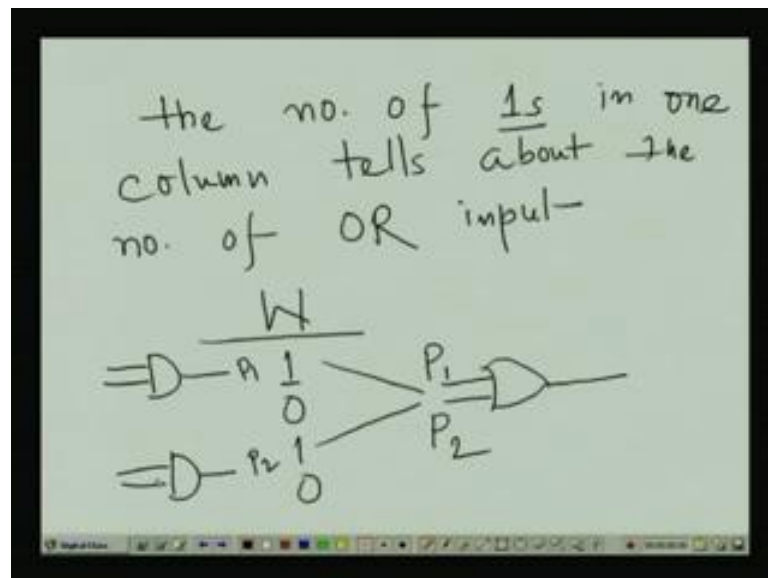 the no. of 1s in one
column tells about the
no. of OR input
W
P1 1
0
P2 1
0
P1
P2